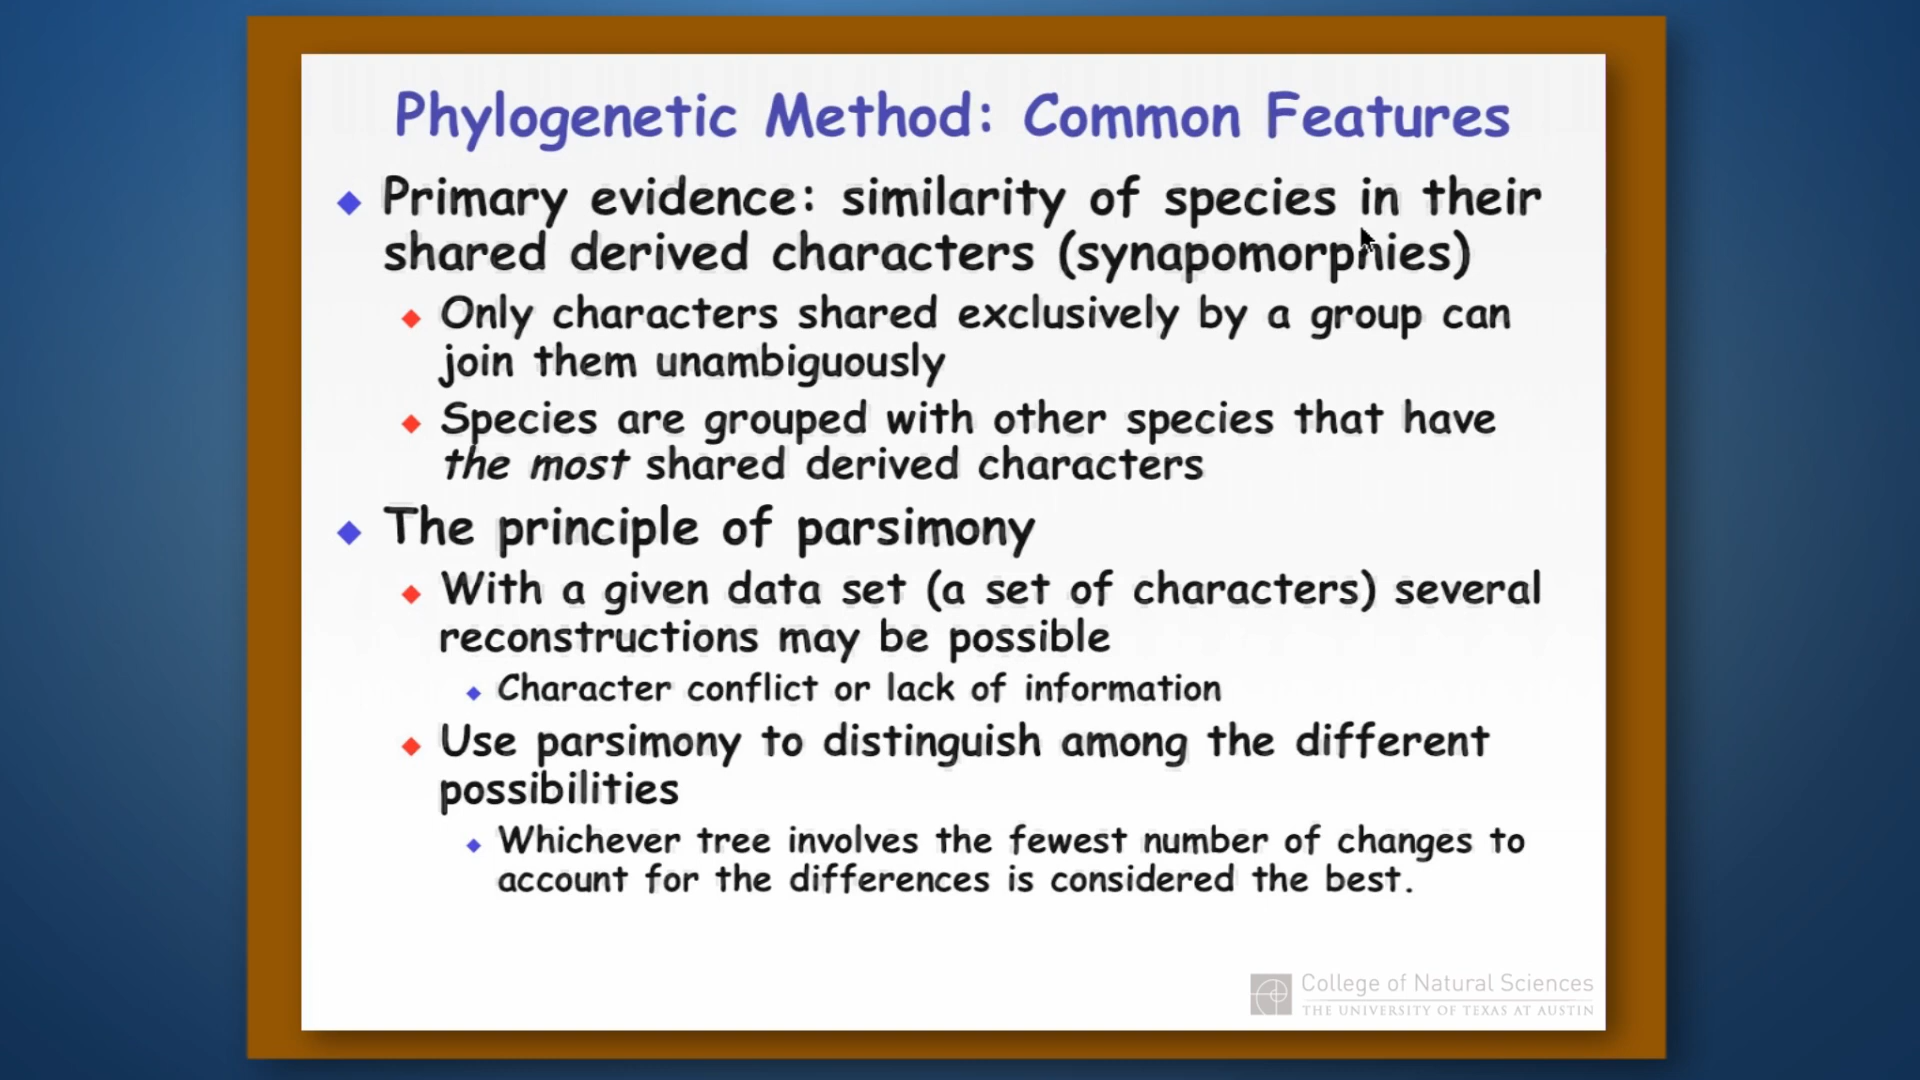 Phylogenetic Method: Common Features
Primary evidence: similarity of species in their
shared derived characters (synapomorphies)
Only characters shared exclusively by a group can
join them unambiguously
Species are grouped with other species that have
the most shared derived characters
The principle of parsimony
With a given data set (a set of characters) several
reconstructions may be possible
Character conflict or lack of information
Use parsimony to distinguish among the different
possibilities
Whichever tree involves the fewest number of changes to
account for the differences is considered the best.
College of Natural Sciences
THE UNIVERSITY OF TEXAS AT AUSTIN